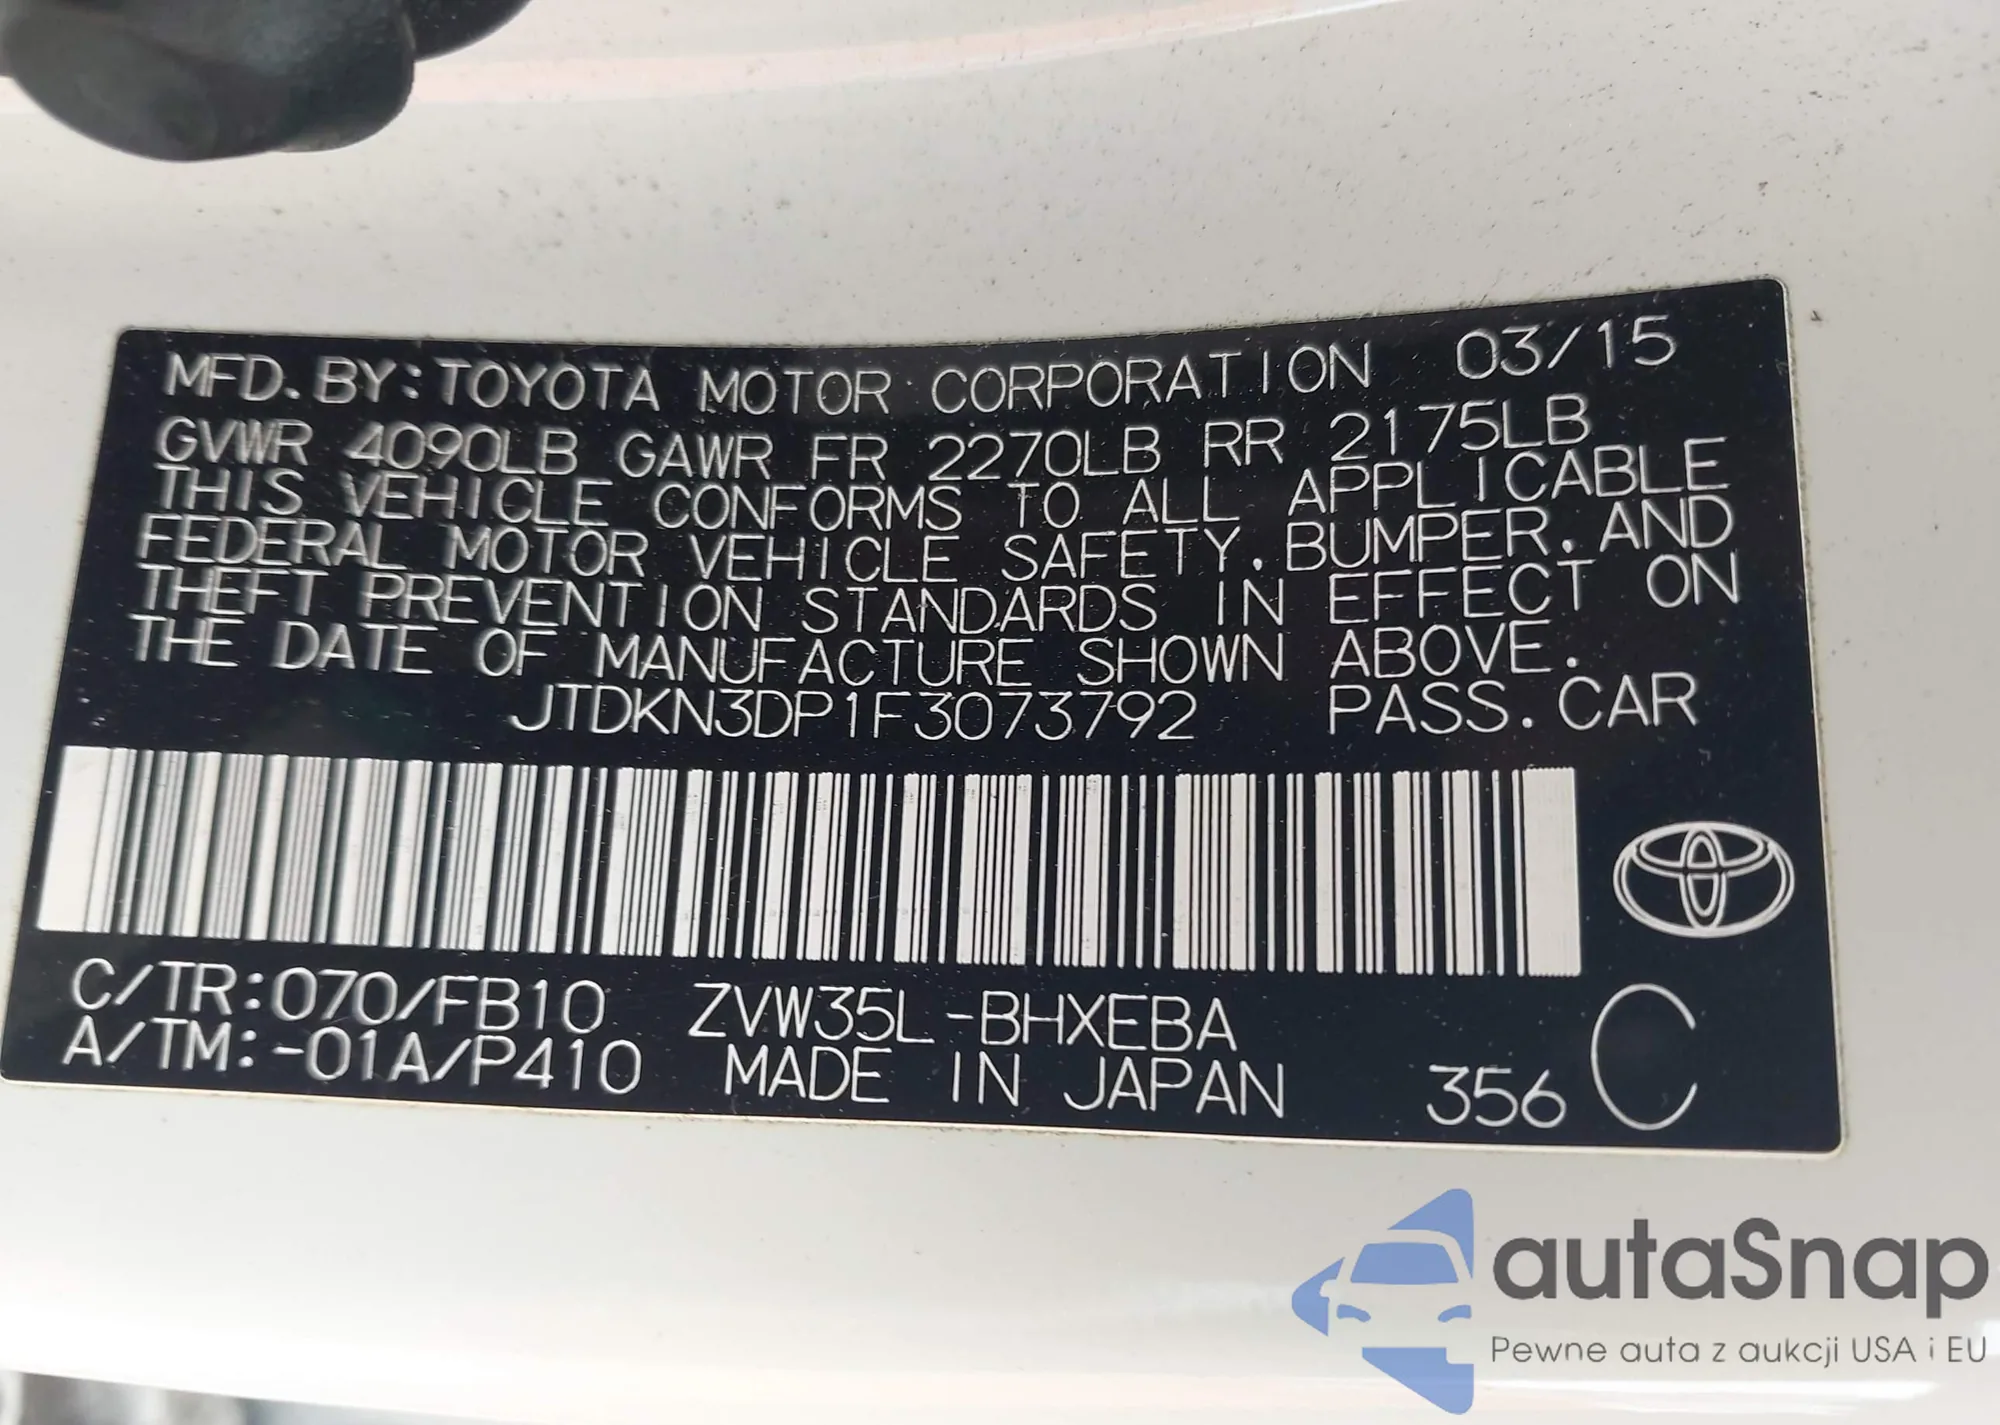 MFD. BY: TOYOTA MOTOR CORPORATION 03/15
GVWR 4090LB GAWR FR 2270LB RR 2175LB
THIS VEHICLE CONFORMS TO ALL APPLICABLE
FEDERAL MOTOR VEHICLE SAFETY. BUMPER. AND
THEFT PREVENTION STANDARDS IN EFFECT ON
THE DATE OF MANUFACTURE SHOWN ABOVE.
JTDKN3DP1F3073792 PASS. CAR
C/TR:070/FB10 ZVW35L-BHXEBA
A/TM:-01A/P410 MADE IN JAPAN 356 C
autaSnap
Pewne auta z aukcji USA i EU